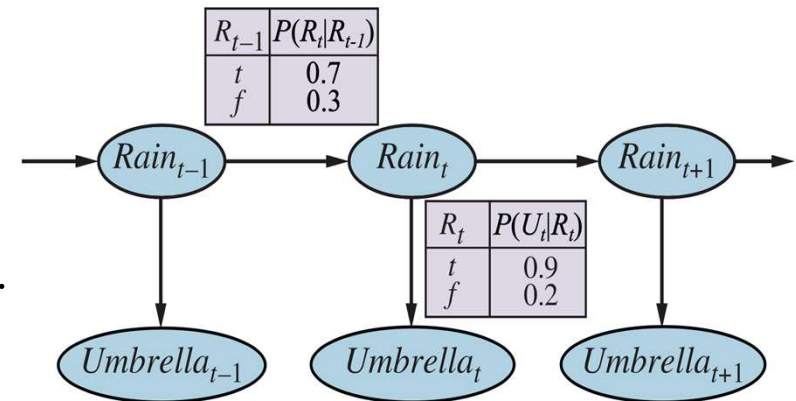 R_{t–1} P(R_t|R_{t-1})
t 0.7
f 0.3
Rain_{t–1} Rain_t Rain_{t+1}
R_t P(U_t|R_t)
t 0.9
f 0.2
.
Umbrella_{t–1} Umbrella_t Umbrella_{t+1}